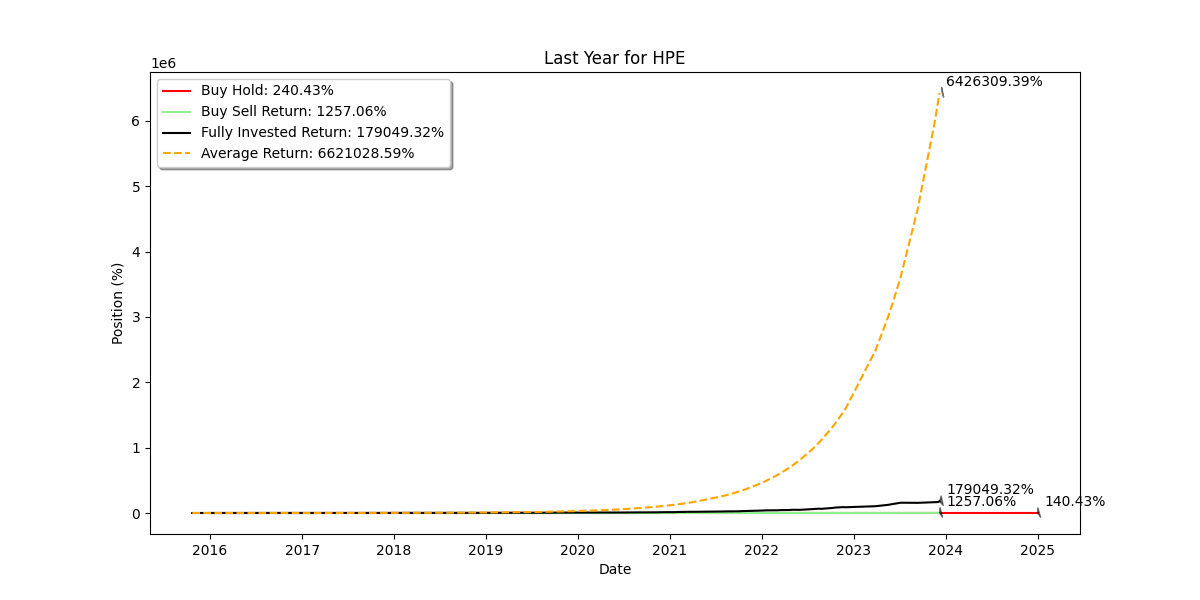 Last Year for HPE
1e6
Buy Hold: 240.43%
Buy Sell Return: 1257.06%
Fully Invested Return: 179049.32%
Average Return: 6621028.59%
6426309.39%
6
5
4
3
2
1
0
Position (%)
179049.32%
1257.06%
140.43%
2016 2017 2018 2019 2020 2021 2022 2023 2024 2025
Date